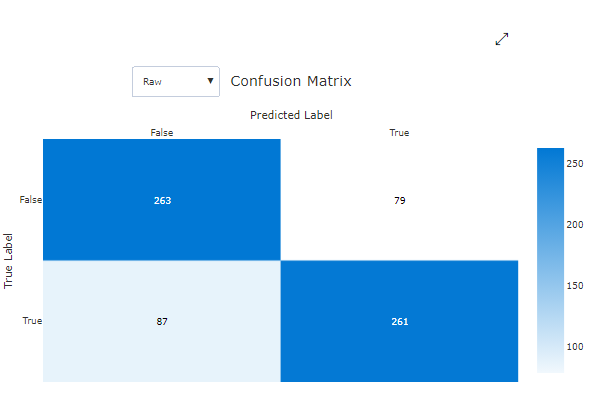 Raw ▼ Confusion Matrix
Predicted Label
False True
250
False 263 79
200
True Label
150
True 87 261
100